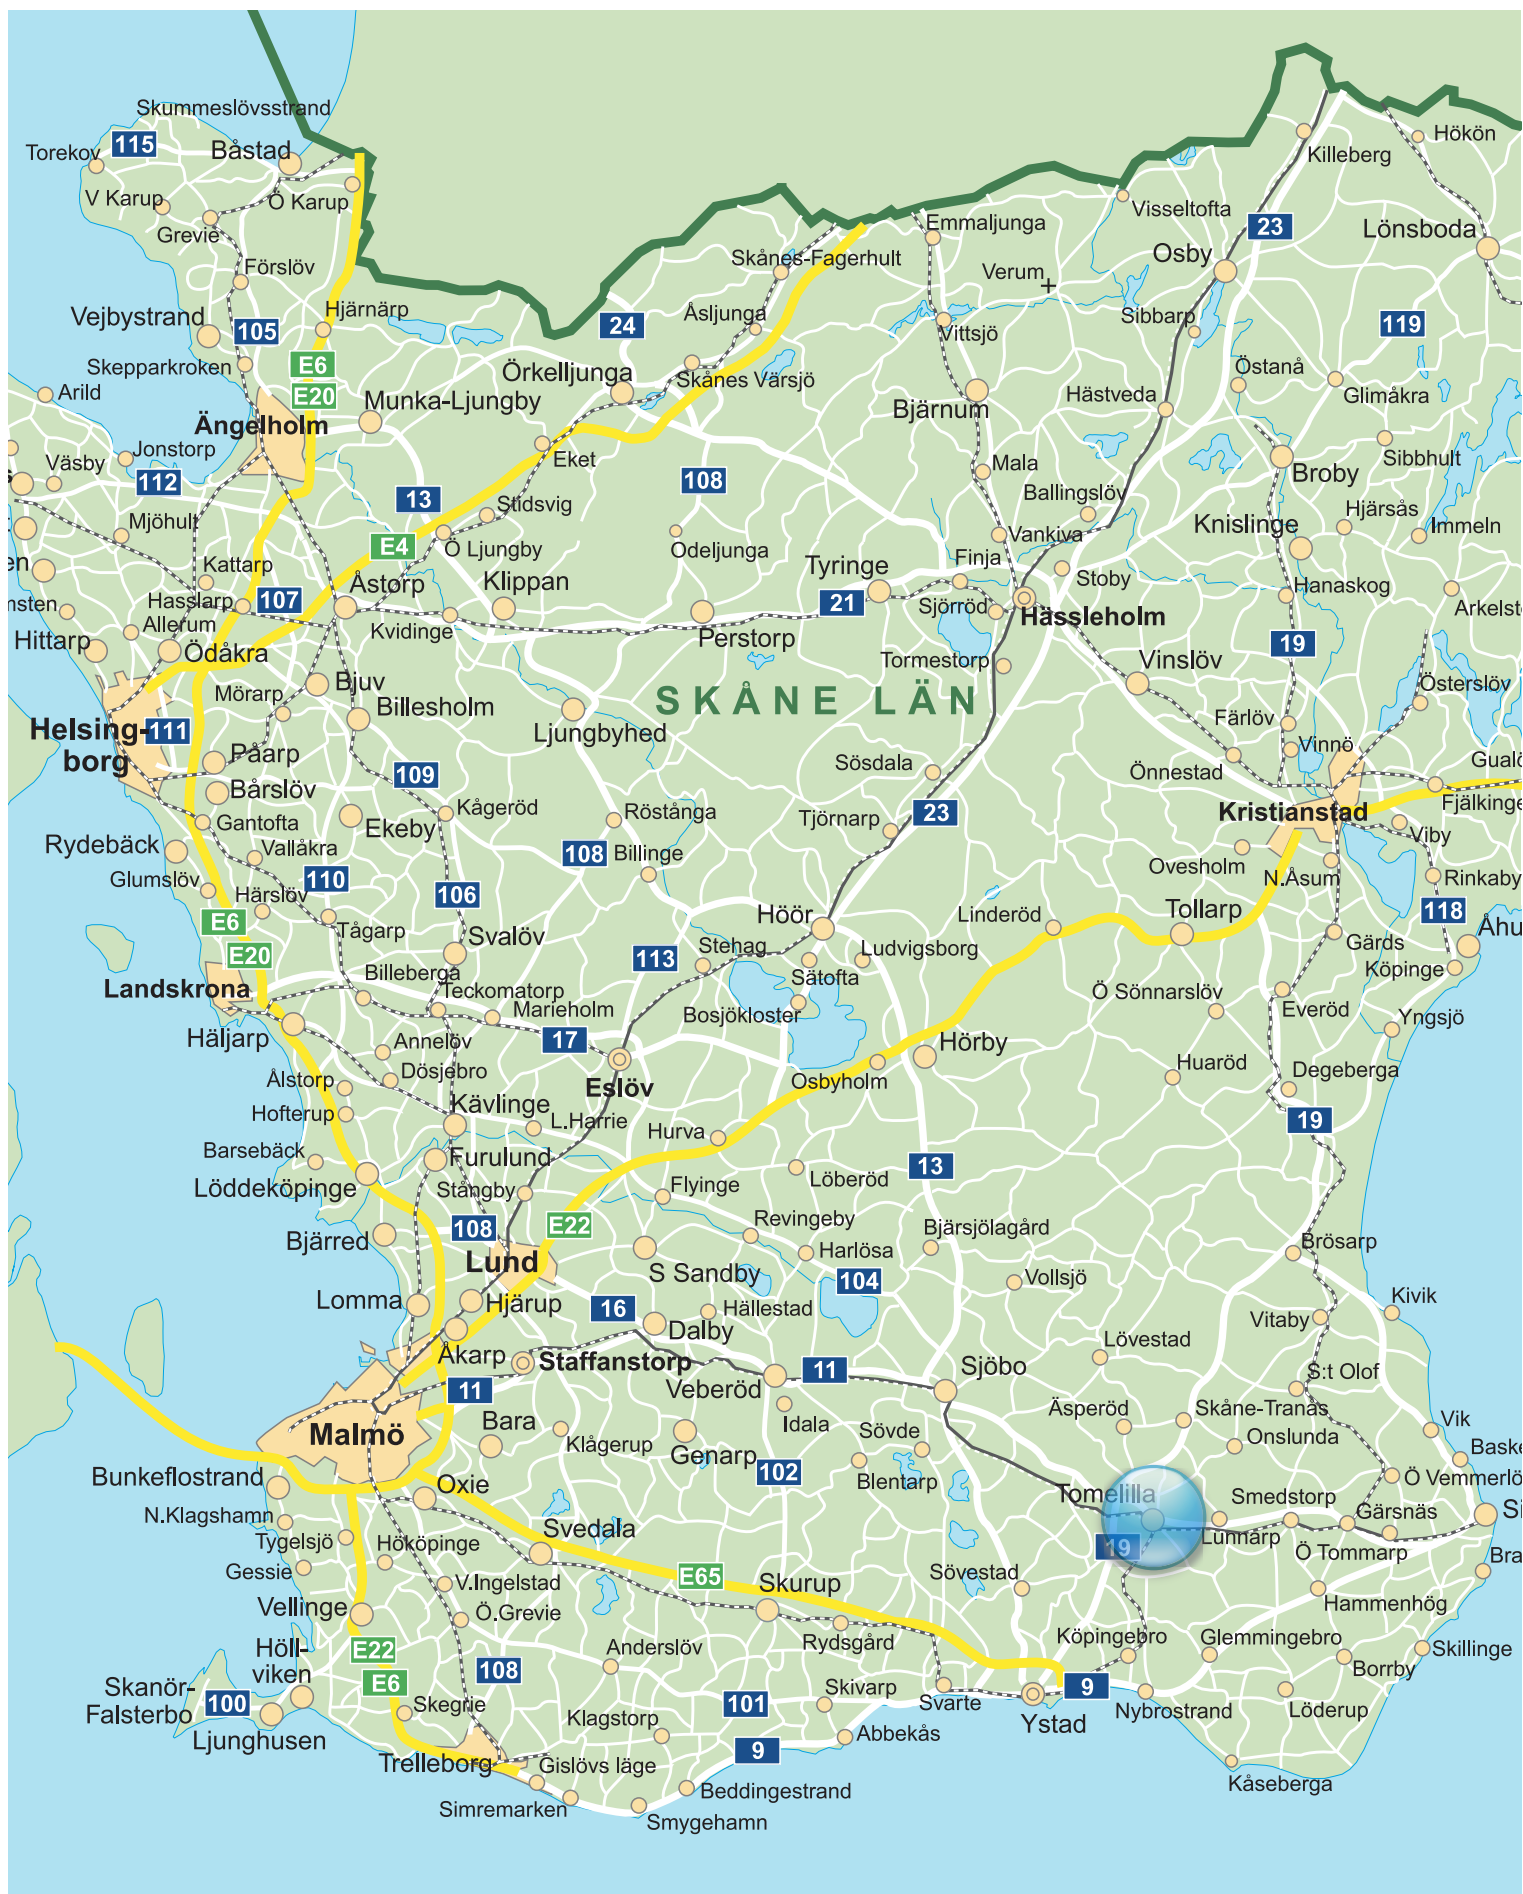 Skummeslövsstrand
115
Torekov
Båstad
Hökön
Killeberg
V Karup
Ö Karup
Visseltofta
23
Grevie
Emmaljunga
Lönsboda
Osby
Skånes-Fagerhult
Verum
Förslöv
Hjärnärp
Vejbystrand
105
24
Åsljunga
Vittsjö
Sibbarp
119
Skepparkroken
E6
Östanå
Örkelljunga
Skånes Värsjö
Arild
E20
Munka-Ljungby
Bjärnum
Hästveda
Glimåkra
Ängelholm
Jonstorp
Väsby
112
Eket
Sibbhult
Mala
Broby
108
13
Ballingslöv
Stidsvig
Hjärsås
Mjöhult
Knislinge
Immeln
Vankiva
E4
Ö Ljungby
Odeljunga
Finja
Kattarp
Tyringe
Stoby
Åstorp
Klippan
Hanaskog
Hasslarp
107
21
Sjörröd
Hässleholm
Allerum
Kvidinge
Perstorp
Hittarp
Ödåkra
19
Tormestorp
Vinslöv
Mörarp
Bjuv
Österslöv
SKÅNE LÄN
Billesholm
Helsing-
borg
111
Ljungbyhed
Färlöv
Vinnö
Påarp
109
Sösdala
Önnestad
Bårslöv
Kågeröd
Röstånga
23
Kristianstad
Gantofta
Ekeby
Tjörnarp
Viby
Rydebäck
Vallåkra
108
Billinge
Ovesholm
Glumslöv
110
106
N.Åsum
Rinkaby
Härslöv
Höör
Linderöd
Tollarp
118
E6
Tågarp
Svalöv
Stehag
Ludvigsborg
Gärds
Köpinge
E20
113
Sätofta
Billeberga
Landskrona
Teckomatorp
Marieholm
Bosjökloster
Ö Sönnarslöv
Everöd
Häljarp
Annelöv
17
Hörby
Yngsjö
Dösjebro
Eslöv
Osbyholm
Huaröd
Degeberga
Ålstorp
Hofterup
Kävlinge
L.Harrie
Hurva
19
Barsebäck
Furulund
13
Löddeköpinge
Stångby
Flyinge
Löberöd
Bjärred
108
E22
Revingeby
Bjärsjölagård
Lund
Harlösa
Brösarp
S Sandby
104
Vollsjö
Lomma
Hjärup
16
Hällestad
Kivik
Dalby
Vitaby
Åkarp
Staffanstorp
Lövestad
11
Veberöd
11
Sjöbo
S:t Olof
Malmö
Bara
Klågerup
Genarp
Idala
Sövde
Äsperöd
Skåne-Tranås
Vik
Onslunda
Bunkeflostrand
102
Blentarp
Oxie
Tomelilla
Smedstorp
Gärsnäs
N.Klagshamn
Tygelsjö
Hököpinge
Svedala
19
Lunnarp
Ö Tommarp
Gessie
V.Ingelstad
E65
Skurup
Sövestad
Vellinge
Ö.Grevie
Hammenhög
Rydsgård
E22
Höll-
viken
Anderslöv
Köpingebro
Glemmingebro
Skillinge
108
Borrby
E6
Skanör-
Falsterbo
100
Skegrie
Klagstorp
101
Skivarp
Svarte
9
Nybrostrand
Löderup
Ljunghusen
Ystad
Abbekås
9
Trelleborg
Gislövs läge
Kåseberga
Beddingestrand
Simremarken
Smygehamn